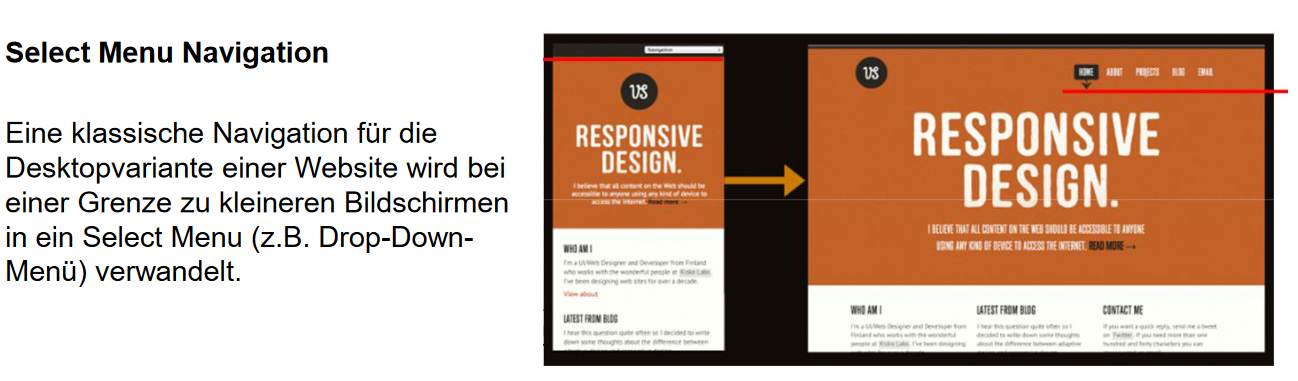 Select Menu Navigation
Eine klassische Navigation für die
Desktopvariante einer Website wird bei
einer Grenze zu kleineren Bildschirmen
in ein Select Menu (z.B. Drop-Down-
Menü) verwandelt.
Navigation
VS
RESPONSIVE
DESIGN.
I believe that all content on the Web should be
accessible to anyone using any kind of device to
access the internet. Read more →
WHO AM I
I'm a UI/Web Designer and Developer from Finland
who works with the wonderful people at Kisko Labs.
I've been designing web sites for over a decade.
View about
LATEST FROM BLOG
I hear this question quite often so I decided to write
down some thoughts about the difference between
VS
HOME ABOUT PROJECTS BLOG EMAIL
RESPONSIVE
DESIGN.
I BELIEVE THAT ALL CONTENT ON THE WEB SHOULD BE ACCESSIBLE TO ANYONE
USING ANY KIND OF DEVICE TO ACCESS THE INTERNET. READ MORE →
WHO AM I
I'm a UI/Web Designer and Developer from
Finland who works with the wonderful
people at Kisko Labs. I've been designing
LATEST FROM BLOG
I hear this question quite often so I
decided to write down some thoughts
about the difference between adaptive
CONTACT ME
If you want a quick reply, send me a tweet
on Twitter. If you need more than one
hundred and forty characters you can